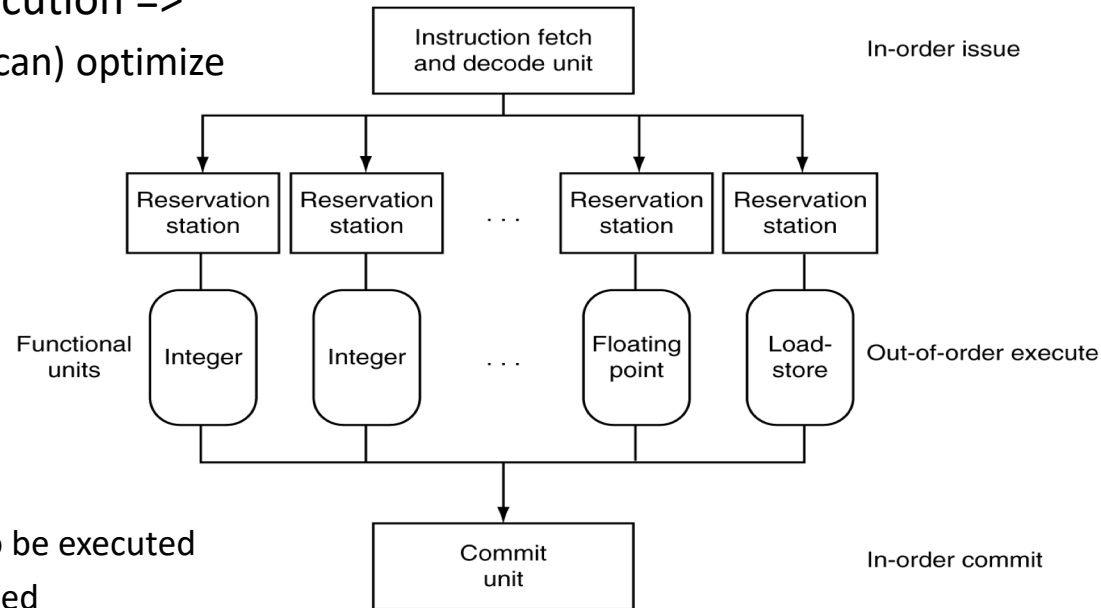 cution =>
Instruction fetch
and decode unit
In-order issue
can) optimize
Reservation
station
Reservation
station
. . .
Reservation
station
Reservation
station
Functional
units
Integer
Integer
. . .
Floating
point
Load-
store
Out-of-order execute
be executed
ed
Commit
unit
In-order commit